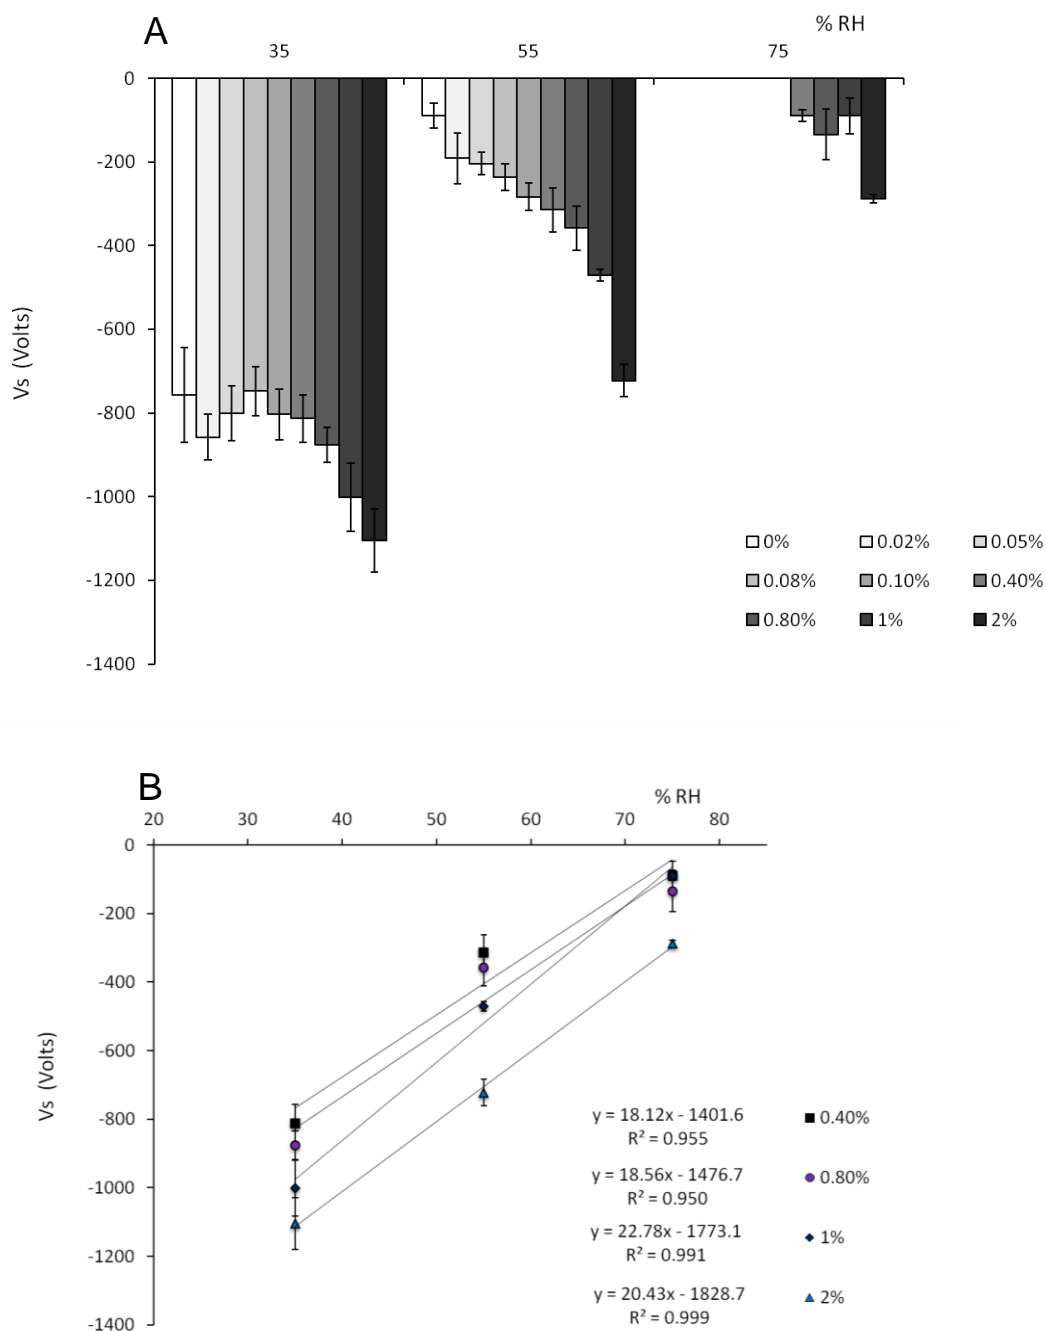 A
% RH
35 55 75
0
-200
-400
-600
-800
-1000
-1200
-1400
Vs (Volts)
0% 0.02% 0.05%
0.08% 0.10% 0.40%
0.80% 1% 2%
B
% RH
20 30 40 50 60 70 80
0
-200
-400
-600
-800
-1000
-1200
-1400
Vs (Volts)
y = 18.12x - 1401.6
R² = 0.955
0.40%
y = 18.56x - 1476.7
R² = 0.950
0.80%
y = 22.78x - 1773.1
R² = 0.991
1%
y = 20.43x - 1828.7
R² = 0.999
2%